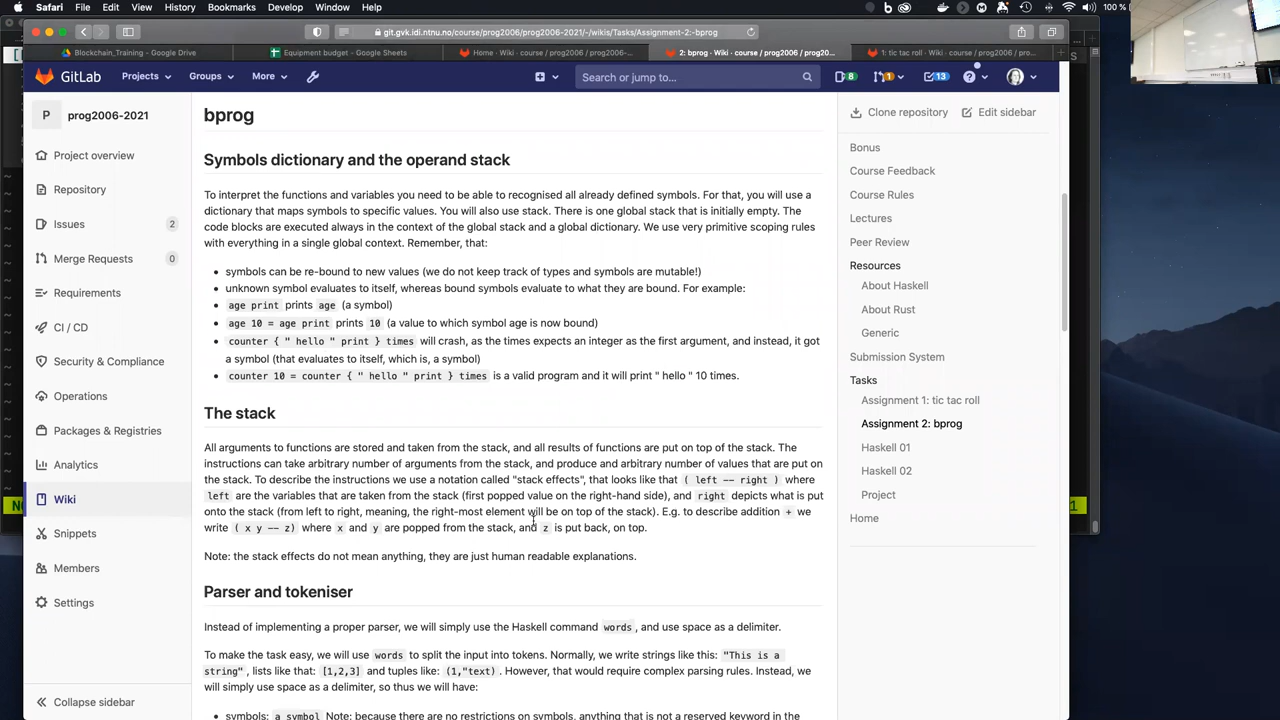 Safari File Edit View History Bookmarks Develop Window Help 100 %
git.gvk.idi.ntnu.no/course/prog2006/prog2006-2021/-/wikis/Tasks/Assignment-2:-bprog
Blockchain_Training – Google Drive
Equipment budget - Google Sheets
Home · Wiki · course / prog2006 / prog2006-...
2: bprog · Wiki · course / prog2006 / prog20...
1: tic tac roll · Wiki · course / prog2006 / pro...
GitLab Projects Groups More Search or jump to... 8 1 13
P prog2006-2021
Project overview
Repository
Issues 2
Merge Requests 0
Requirements
CI / CD
Security & Compliance
Operations
Packages & Registries
Analytics
Wiki
Snippets
Members
Settings
Collapse sidebar
bprog
Symbols dictionary and the operand stack
To interpret the functions and variables you need to be able to recognised all already defined symbols. For that, you will use a
dictionary that maps symbols to specific values. You will also use stack. There is one global stack that is initially empty. The
code blocks are executed always in the context of the global stack and a global dictionary. We use very primitive scoping rules
with everything in a single global context. Remember, that:
• symbols can be re-bound to new values (we do not keep track of types and symbols are mutable!)
• unknown symbol evaluates to itself, whereas bound symbols evaluate to what they are bound. For example:
• age print prints age (a symbol)
• age 10 = age print prints 10 (a value to which symbol age is now bound)
• counter { " hello " print } times will crash, as the times expects an integer as the first argument, and instead, it got
a symbol (that evaluates to itself, which is, a symbol)
• counter 10 = counter { " hello " print } times is a valid program and it will print " hello " 10 times.
The stack
All arguments to functions are stored and taken from the stack, and all results of functions are put on top of the stack. The
instructions can take arbitrary number of arguments from the stack, and produce and arbitrary number of values that are put on
the stack. To describe the instructions we use a notation called "stack effects", that looks like that ( left -- right ) where
left are the variables that are taken from the stack (first popped value on the right-hand side), and right depicts what is put
onto the stack (from left to right, meaning, the right-most element will be on top of the stack). E.g. to describe addition + we
write ( x y -- z) where x and y are popped from the stack, and z is put back, on top.
Note: the stack effects do not mean anything, they are just human readable explanations.
Parser and tokeniser
Instead of implementing a proper parser, we will simply use the Haskell command words , and use space as a delimiter.
To make the task easy, we will use words to split the input into tokens. Normally, we write strings like this: "This is a
string" , lists like that: [1,2,3] and tuples like: (1,"text) . However, that would require complex parsing rules. Instead, we
will simply use space as a delimiter, so thus we will have:
• symbols: a symbol Note: because there are no restrictions on symbols, anything that is not a reserved keyword in the
Clone repository Edit sidebar
Bonus
Course Feedback
Course Rules
Lectures
Peer Review
Resources
About Haskell
About Rust
Generic
Submission System
Tasks
Assignment 1: tic tac roll
Assignment 2: bprog
Haskell 01
Haskell 02
Project
Home